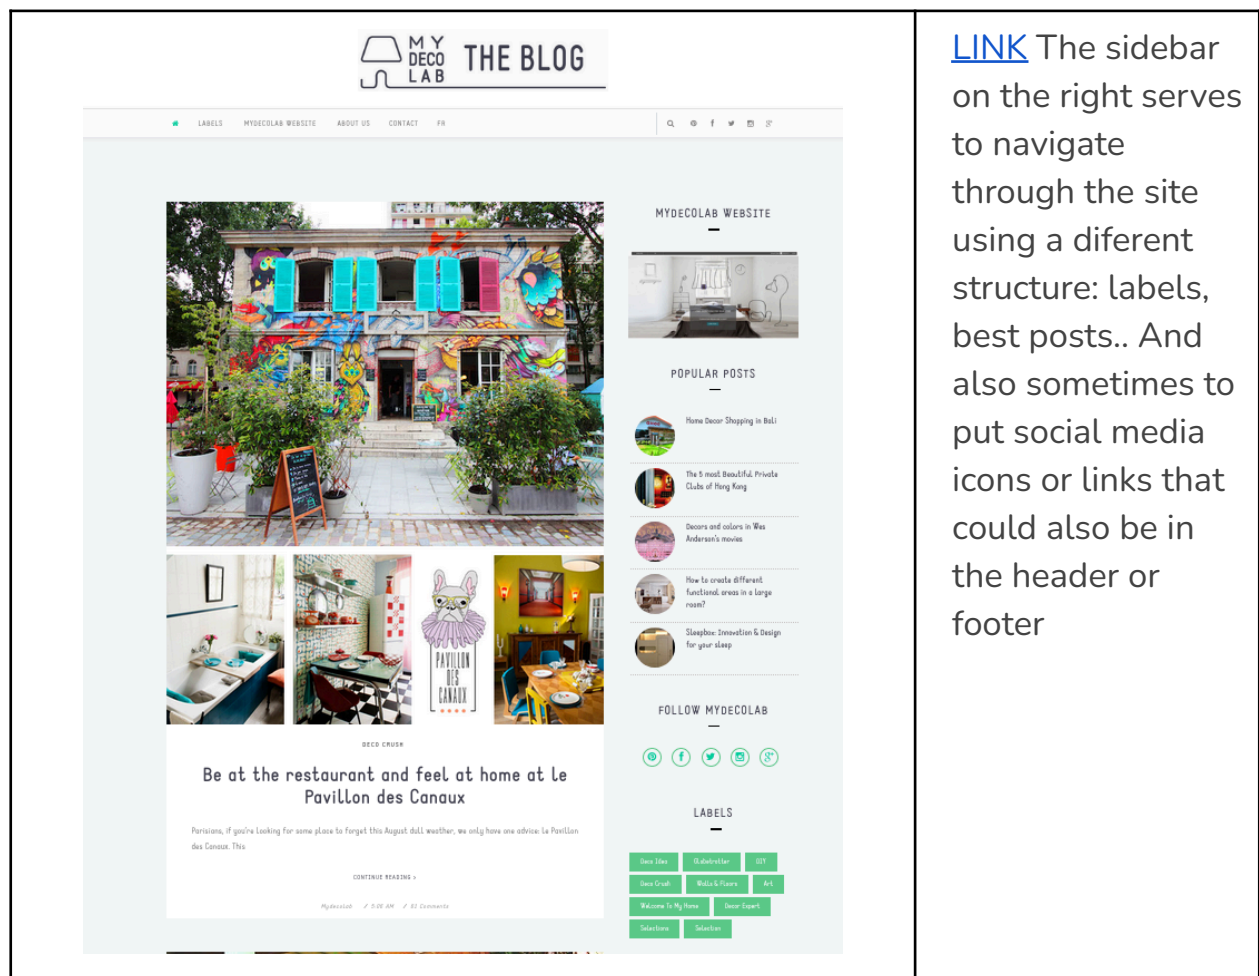 MY
DECO
LAB
THE BLOG
LABELS MYDECOLAB WEBSITE ABOUT US CONTACT FR
MYDECOLAB WEBSITE
POPULAR POSTS
Home Decor Shopping in Bali
The 5 most Beautiful Private
Clubs of Hong Kong
Decors and colors in Wes
Anderson's movies
How to create different
functional areas in a large
room?
Sleepbox: Innovation & Design
for your sleep
PAVILLON
DES
CANAUX
FOLLOW MYDECOLAB
DECO CRUSH
Be at the restaurant and feel at home at le
Pavillon des Canaux
Parisians, if you're looking for some place to forget this August dull weather, we only have one advice: le Pavillon
des Canaux. This
CONTINUE READING >
Mydecolab / 5:06 AM / 81 Comments
LABELS
Deco Idea Globetrotter DIY
Deco Crush Walls & Floors Art
Welcome To My Home Decor Expert
Selections Selection
LINK The sidebar
on the right serves
to navigate
through the site
using a diferent
structure: labels,
best posts.. And
also sometimes to
put social media
icons or links that
could also be in
the header or
footer